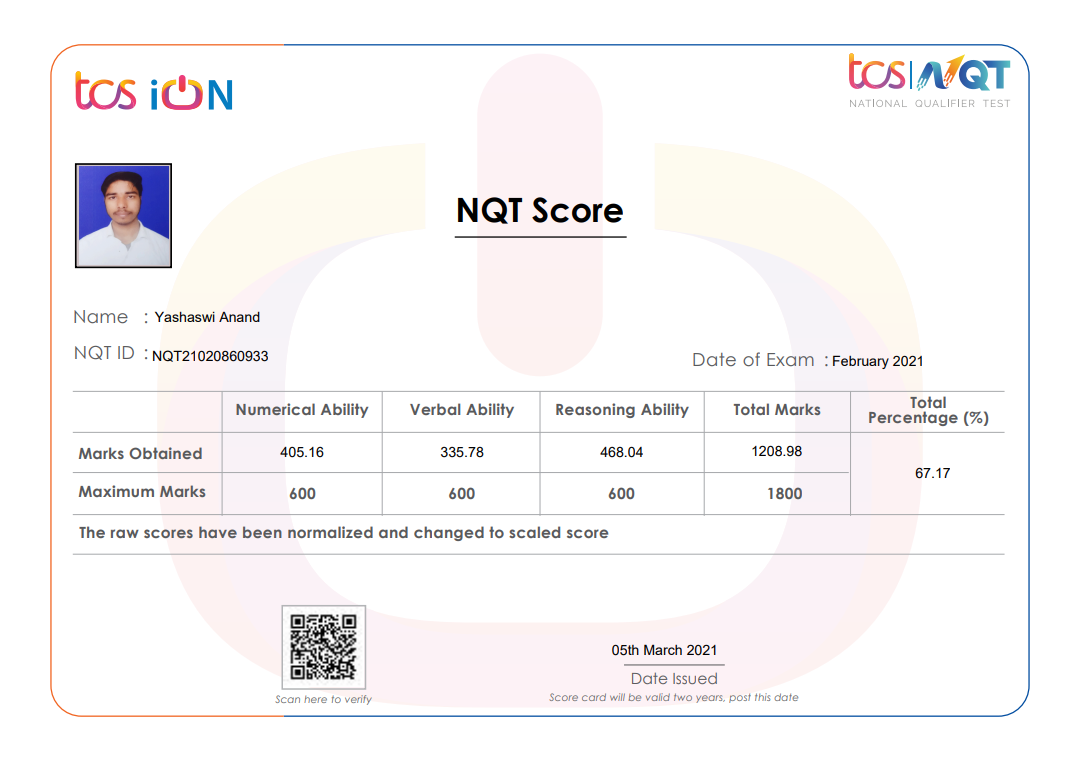 tcs iON
tcs|NQT
NATIONAL QUALIFIER TEST
NQT Score
Name : Yashaswi Anand
NQT ID : NQT21020860933
Date of Exam : February 2021
Numerical Ability Verbal Ability Reasoning Ability Total Marks Total Percentage (%)
Marks Obtained 405.16 335.78 468.04 1208.98 67.17
Maximum Marks 600 600 600 1800
The raw scores have been normalized and changed to scaled score
Scan here to verify
05th March 2021
Date Issued
Score card will be valid two years, post this date